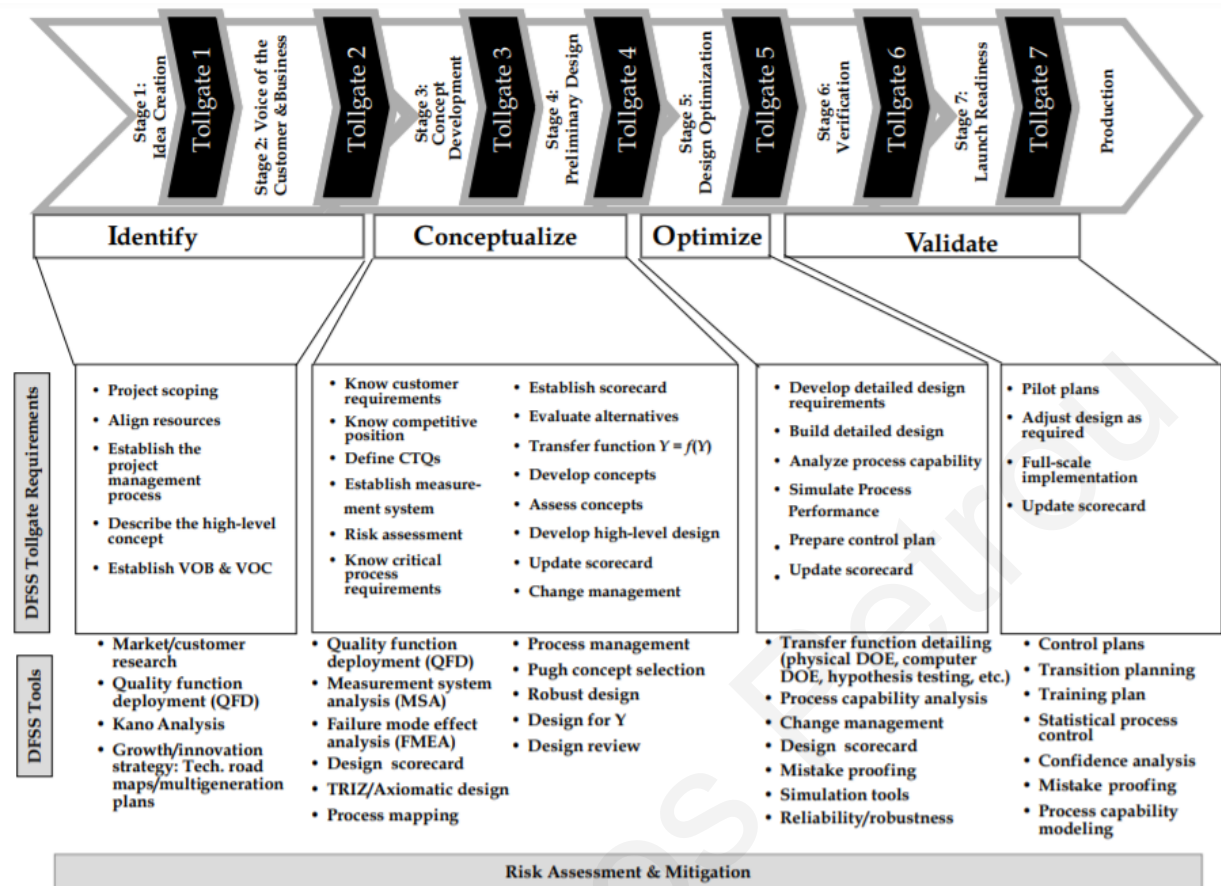 Stage 1:
Idea Creation
Tollgate 1
Stage 2: Voice of the
Customer &Business
Tollgate 2
Stage 3:
Concept
Development
Tollgate 3
Stage 4:
Preliminary Design
Tollgate 4
Stage 5:
Design Optimization
Tollgate 5
Stage 6:
Verification
Tollgate 6
Stage 7:
Launch Readiness
Tollgate 7
Production
Identify
Conceptualize
Optimize
Validate
DFSS Tollgate Requirements
• Project scoping
• Align resources
• Establish the
project
management
process
• Describe the high-level
concept
• Establish VOB & VOC
• Know customer
requirements
• Know competitive
position
• Define CTQs
• Establish measure-
ment system
• Risk assessment
• Know critical
process
requirements
• Establish scorecard
• Evaluate alternatives
• Transfer function Y = f(Y)
• Develop concepts
• Assess concepts
• Develop high-level design
• Update scorecard
• Change management
• Develop detailed design
requirements
• Build detailed design
• Analyze process capability
• Simulate Process
Performance
• Prepare control plan
• Update scorecard
• Pilot plans
• Adjust design as
required
• Full-scale
implementation
• Update scorecard
DFSS Tools
• Market/customer
research
• Quality function
deployment (QFD)
• Kano Analysis
• Growth/innovation
strategy: Tech. road
maps/multigeneration
plans
• Quality function
deployment (QFD)
• Measurement system
analysis (MSA)
• Failure mode effect
analysis (FMEA)
• Design scorecard
• TRIZ/Axiomatic design
• Process mapping
• Process management
• Pugh concept selection
• Robust design
• Design for Y
• Design review
• Transfer function detailing
(physical DOE, computer
DOE, hypothesis testing, etc.)
• Process capability analysis
• Change management
• Design scorecard
• Mistake proofing
• Simulation tools
• Reliability/robustness
• Control plans
• Transition planning
• Training plan
• Statistical process
control
• Confidence analysis
• Mistake proofing
• Process capability
modeling
Risk Assessment & Mitigation
os Petrou